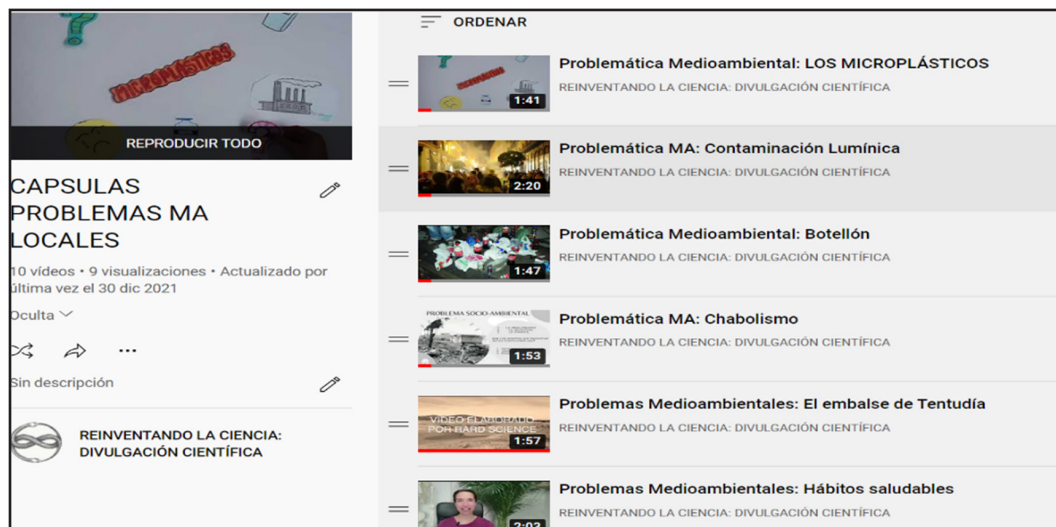 MICROPLÁSTICOS
REPRODUCIR TODO
CAPSULAS
PROBLEMAS MA
LOCALES
10 vídeos • 9 visualizaciones • Actualizado por
última vez el 30 dic 2021
Oculta
Sin descripción
REINVENTANDO LA CIENCIA:
DIVULGACIÓN CIENTÍFICA
ORDENAR
1:41
Problemática Medioambiental: LOS MICROPLÁSTICOS
REINVENTANDO LA CIENCIA: DIVULGACIÓN CIENTÍFICA
2:20
Problemática MA: Contaminación Lumínica
REINVENTANDO LA CIENCIA: DIVULGACIÓN CIENTÍFICA
1:47
Problemática Medioambiental: Botellón
REINVENTANDO LA CIENCIA: DIVULGACIÓN CIENTÍFICA
PROBLEMA SOCIO-AMBIENTAL
1:53
Problemática MA: Chabolismo
REINVENTANDO LA CIENCIA: DIVULGACIÓN CIENTÍFICA
VIDEO ELABORADO
POR HARD SCIENCE
1:57
Problemas Medioambientales: El embalse de Tentudía
REINVENTANDO LA CIENCIA: DIVULGACIÓN CIENTÍFICA
2:03
Problemas Medioambientales: Hábitos saludables
REINVENTANDO LA CIENCIA: DIVULGACIÓN CIENTÍFICA